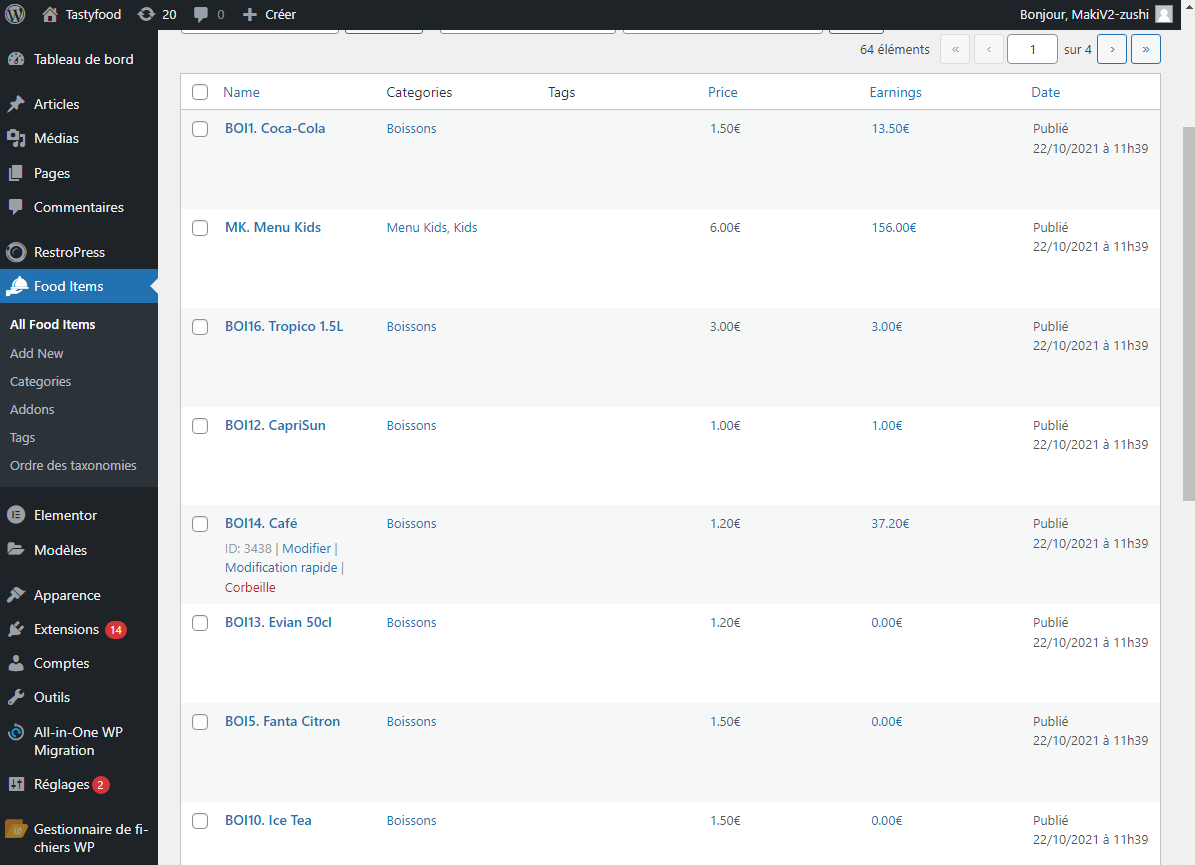 Tastyfood 20 0 Créer Bonjour, MakiV2-zushi
Tableau de bord
Articles
Médias
Pages
Commentaires
RestroPress
Food Items
All Food Items
Add New
Categories
Addons
Tags
Ordre des taxonomies
Elementor
Modèles
Apparence
Extensions 14
Comptes
Outils
All-in-One WP
Migration
Réglages 2
Gestionnaire de fi-
chiers WP
64 éléments « ‹ 1 sur 4 › »
Name Categories Tags Price Earnings Date
BOI1. Coca-Cola Boissons 1.50€ 13.50€ Publié
22/10/2021 à 11h39
MK. Menu Kids Menu Kids, Kids 6.00€ 156.00€ Publié
22/10/2021 à 11h39
BOI16. Tropico 1.5L Boissons 3.00€ 3.00€ Publié
22/10/2021 à 11h39
BOI12. CapriSun Boissons 1.00€ 1.00€ Publié
22/10/2021 à 11h39
BOI14. Café Boissons 1.20€ 37.20€ Publié
22/10/2021 à 11h39
ID: 3438 | Modifier |
Modification rapide |
Corbeille
BOI13. Evian 50cl Boissons 1.20€ 0.00€ Publié
22/10/2021 à 11h39
BOI5. Fanta Citron Boissons 1.50€ 0.00€ Publié
22/10/2021 à 11h39
BOI10. Ice Tea Boissons 1.50€ 0.00€ Publié
22/10/2021 à 11h39